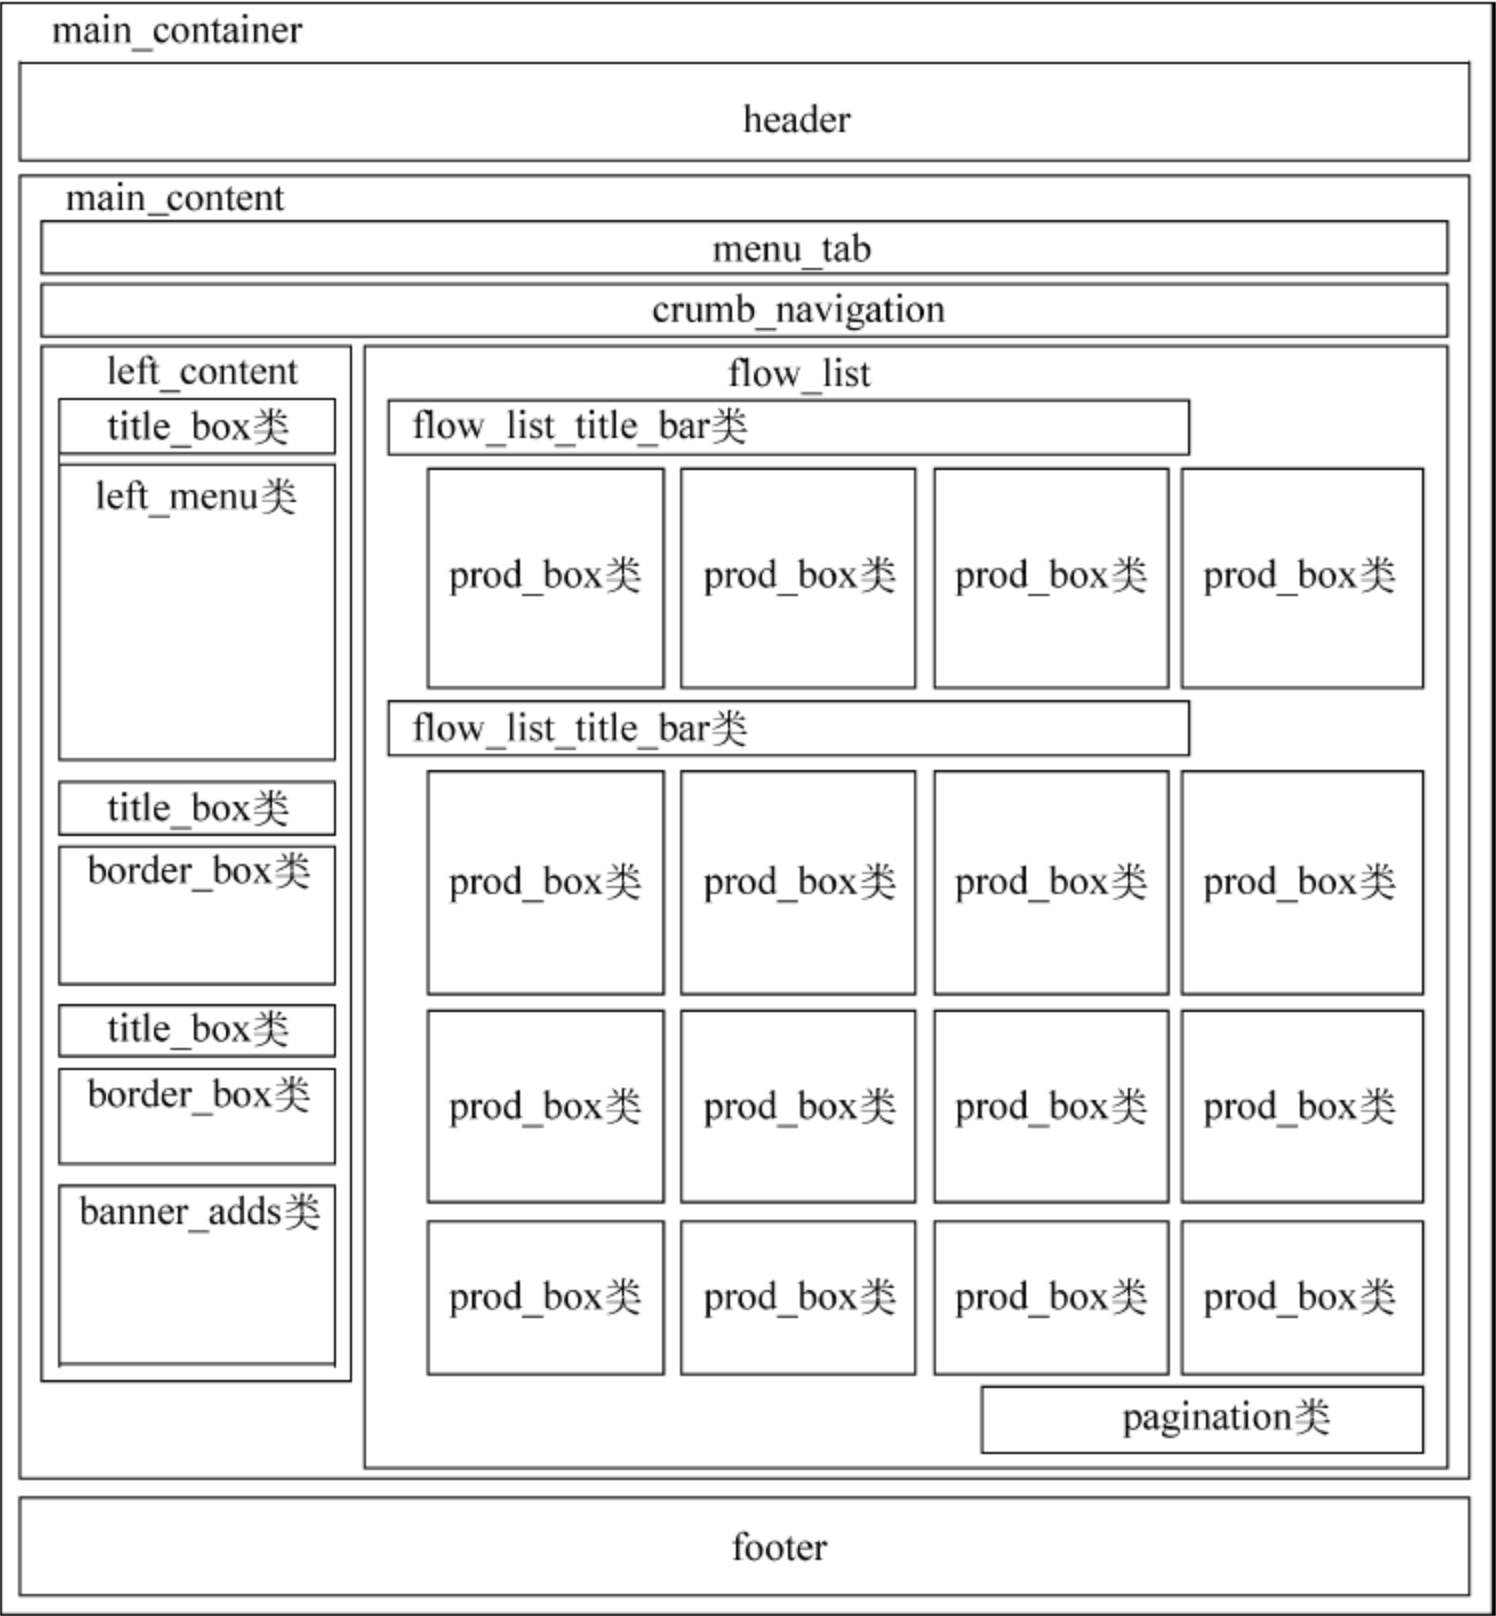 main_container
header
main_content
menu_tab
crumb_navigation
left_content
title_box类
left_menu类
title_box类
border_box类
title_box类
border_box类
banner_adds类
flow_list
flow_list_title_bar类
prod_box类 prod_box类 prod_box类 prod_box类
flow_list_title_bar类
prod_box类 prod_box类 prod_box类 prod_box类
prod_box类 prod_box类 prod_box类 prod_box类
prod_box类 prod_box类 prod_box类 prod_box类
pagination类
footer